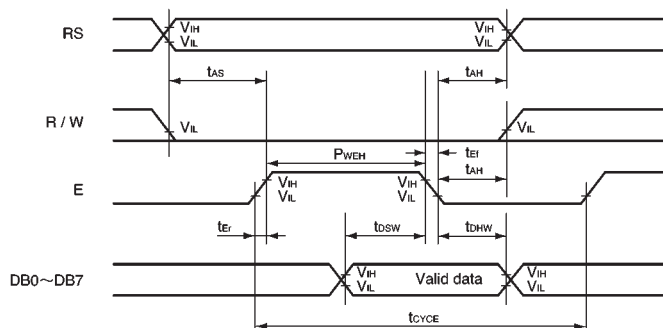 RS
VIH
VIL
VIH
VIL
tAS
tAH
R / W
VIL
VIL
PWEH
tEf
tAH
E
VIH
VIL
VIH
VIL
tEr
tDSW
tDHW
DB0～DB7
VIH
VIL
Valid data
VIH
VIL
tCYCE